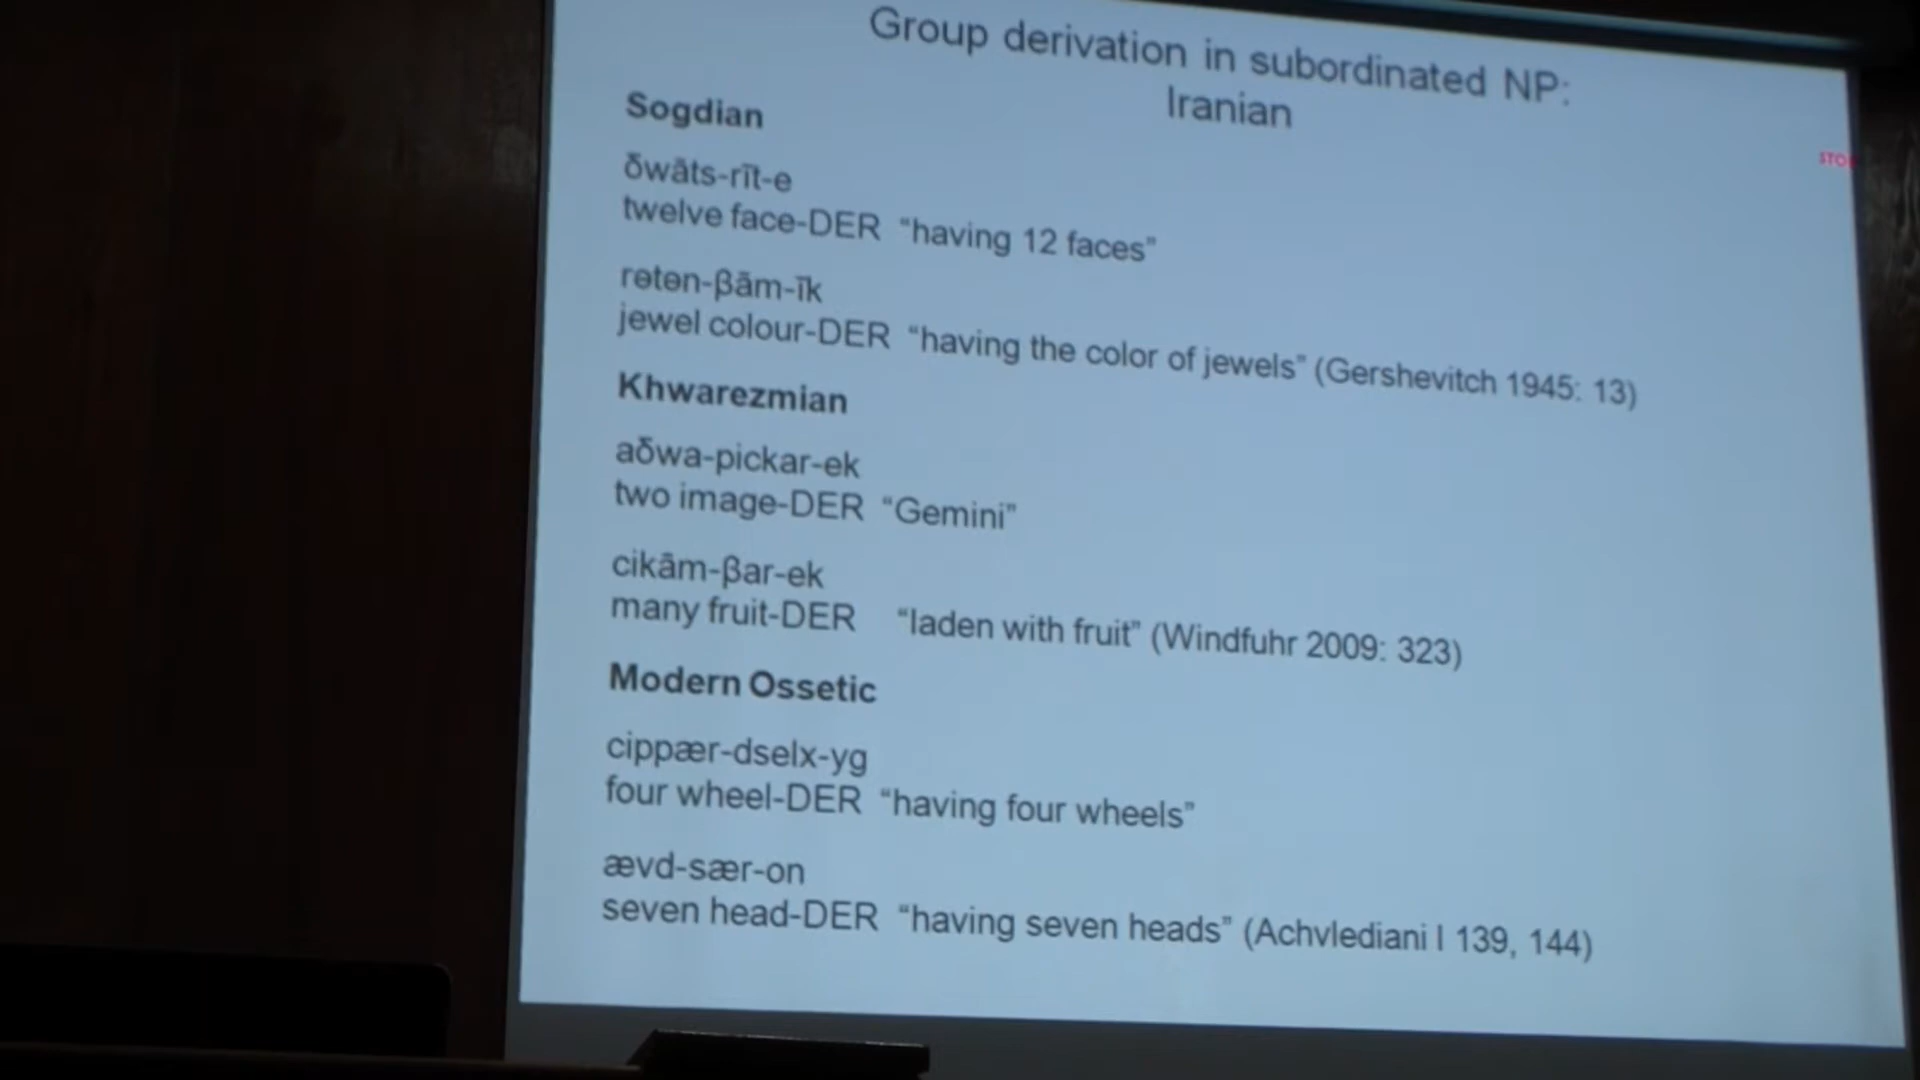 Group derivation in subordinated NP:
Iranian
Sogdian
δwāts-rīt-e
twelve face-DER “having 12 faces”
rətən-βām-īk
jewel colour-DER “having the color of jewels” (Gershevitch 1945: 13)
Khwarezmian
aδwa-pickar-ek
two image-DER “Gemini”
cikām-βar-ek
many fruit-DER “laden with fruit” (Windfuhr 2009: 323)
Modern Ossetic
cippær-dselx-yg
four wheel-DER “having four wheels”
ævd-sær-on
seven head-DER “having seven heads” (Achvlediani I 139, 144)